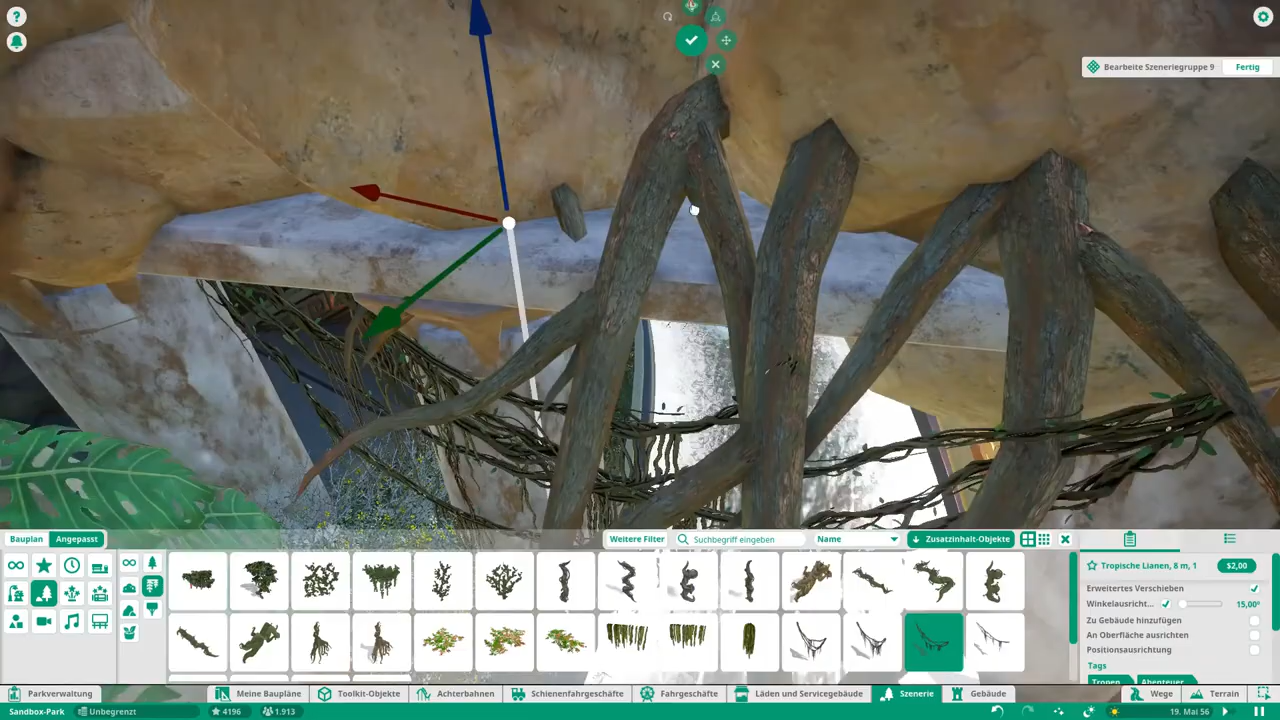 ?
Bearbeite Szeneriegruppe 9
Fertig
Bauplan
Angepasst
Weitere Filter
Suchbegriff eingeben
Name
Zusatzinhalt-Objekte
Tropische Lianen, 8 m, 1
$2,00
Erweitertes Verschieben
Winkelausricht...
15,00°
Zu Gebäude hinzufügen
An Oberfläche ausrichten
Positionsausrichtung
Tags
Tropen
Abenteuer
Parkverwaltung
Meine Baupläne
Toolkit-Objekte
Achterbahnen
Schienenfahrgeschäfte
Fahrgeschäfte
Läden und Servicegebäude
Szenerie
Gebäude
Wege
Terrain
Sandbox-Park
Unbegrenzt
4196
1.913
19. Mai 56